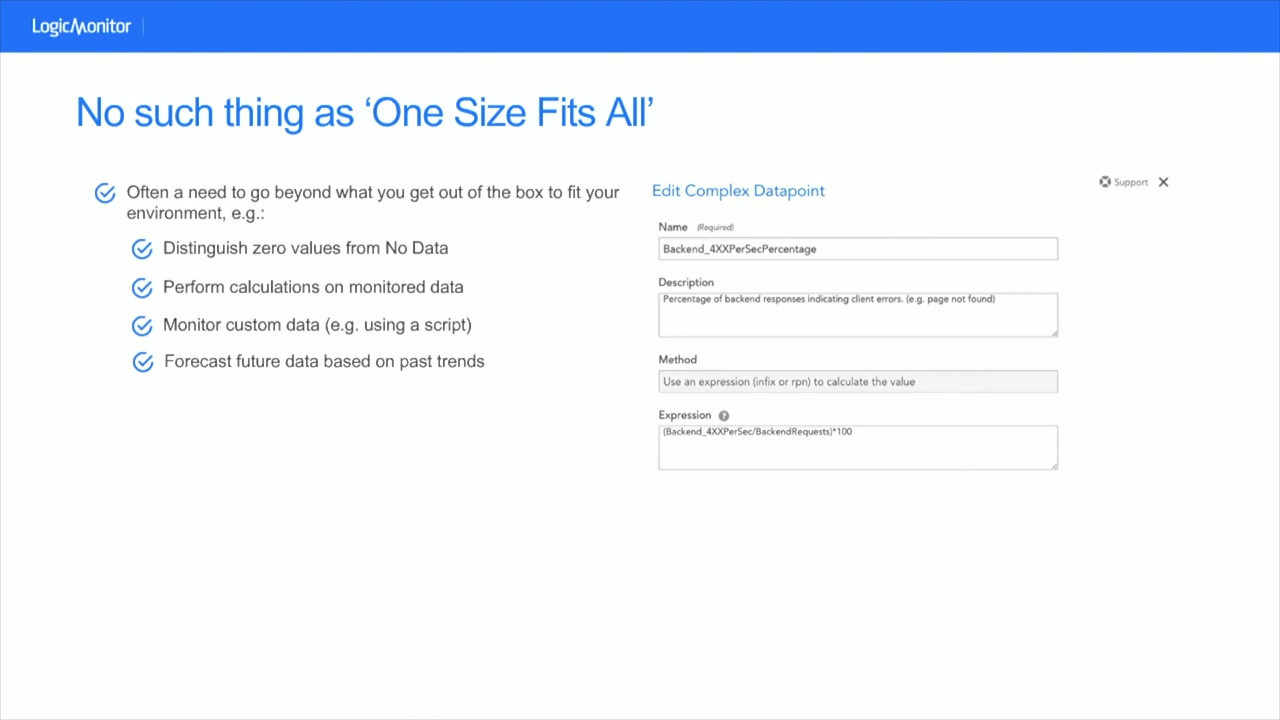 LogicMonitor
No such thing as ‘One Size Fits All’
Often a need to go beyond what you get out of the box to fit your
environment, e.g.:
Distinguish zero values from No Data
Perform calculations on monitored data
Monitor custom data (e.g. using a script)
Forecast future data based on past trends
Edit Complex Datapoint
Support
Name (Required)
Backend_4XXPerSecPercentage
Description
Percentage of backend responses indicating client errors. (e.g. page not found)
Method
Use an expression (infix or rpn) to calculate the value
Expression ?
(Backend_4XXPerSec/BackendRequests)*100